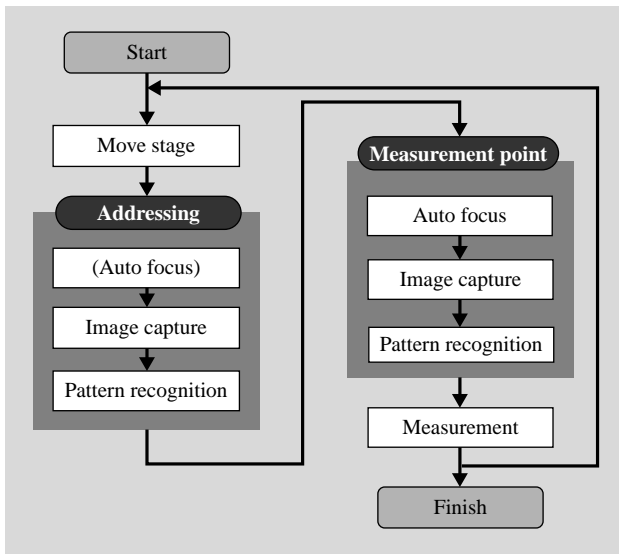 Start
Move stage
Addressing
(Auto focus)
Image capture
Pattern recognition
Measurement point
Auto focus
Image capture
Pattern recognition
Measurement
Finish